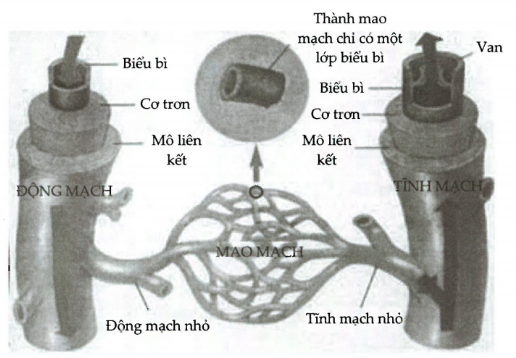 Thành mao
mạch chỉ có một
lớp biểu bì
Biểu bì
Cơ trơn
Mô liên
kết
ĐỘNG MẠCH
Van
Biểu bì
Cơ trơn
Mô liên
kết
TĨNH MẠCH
MAO MẠCH
Động mạch nhỏ
Tĩnh mạch nhỏ